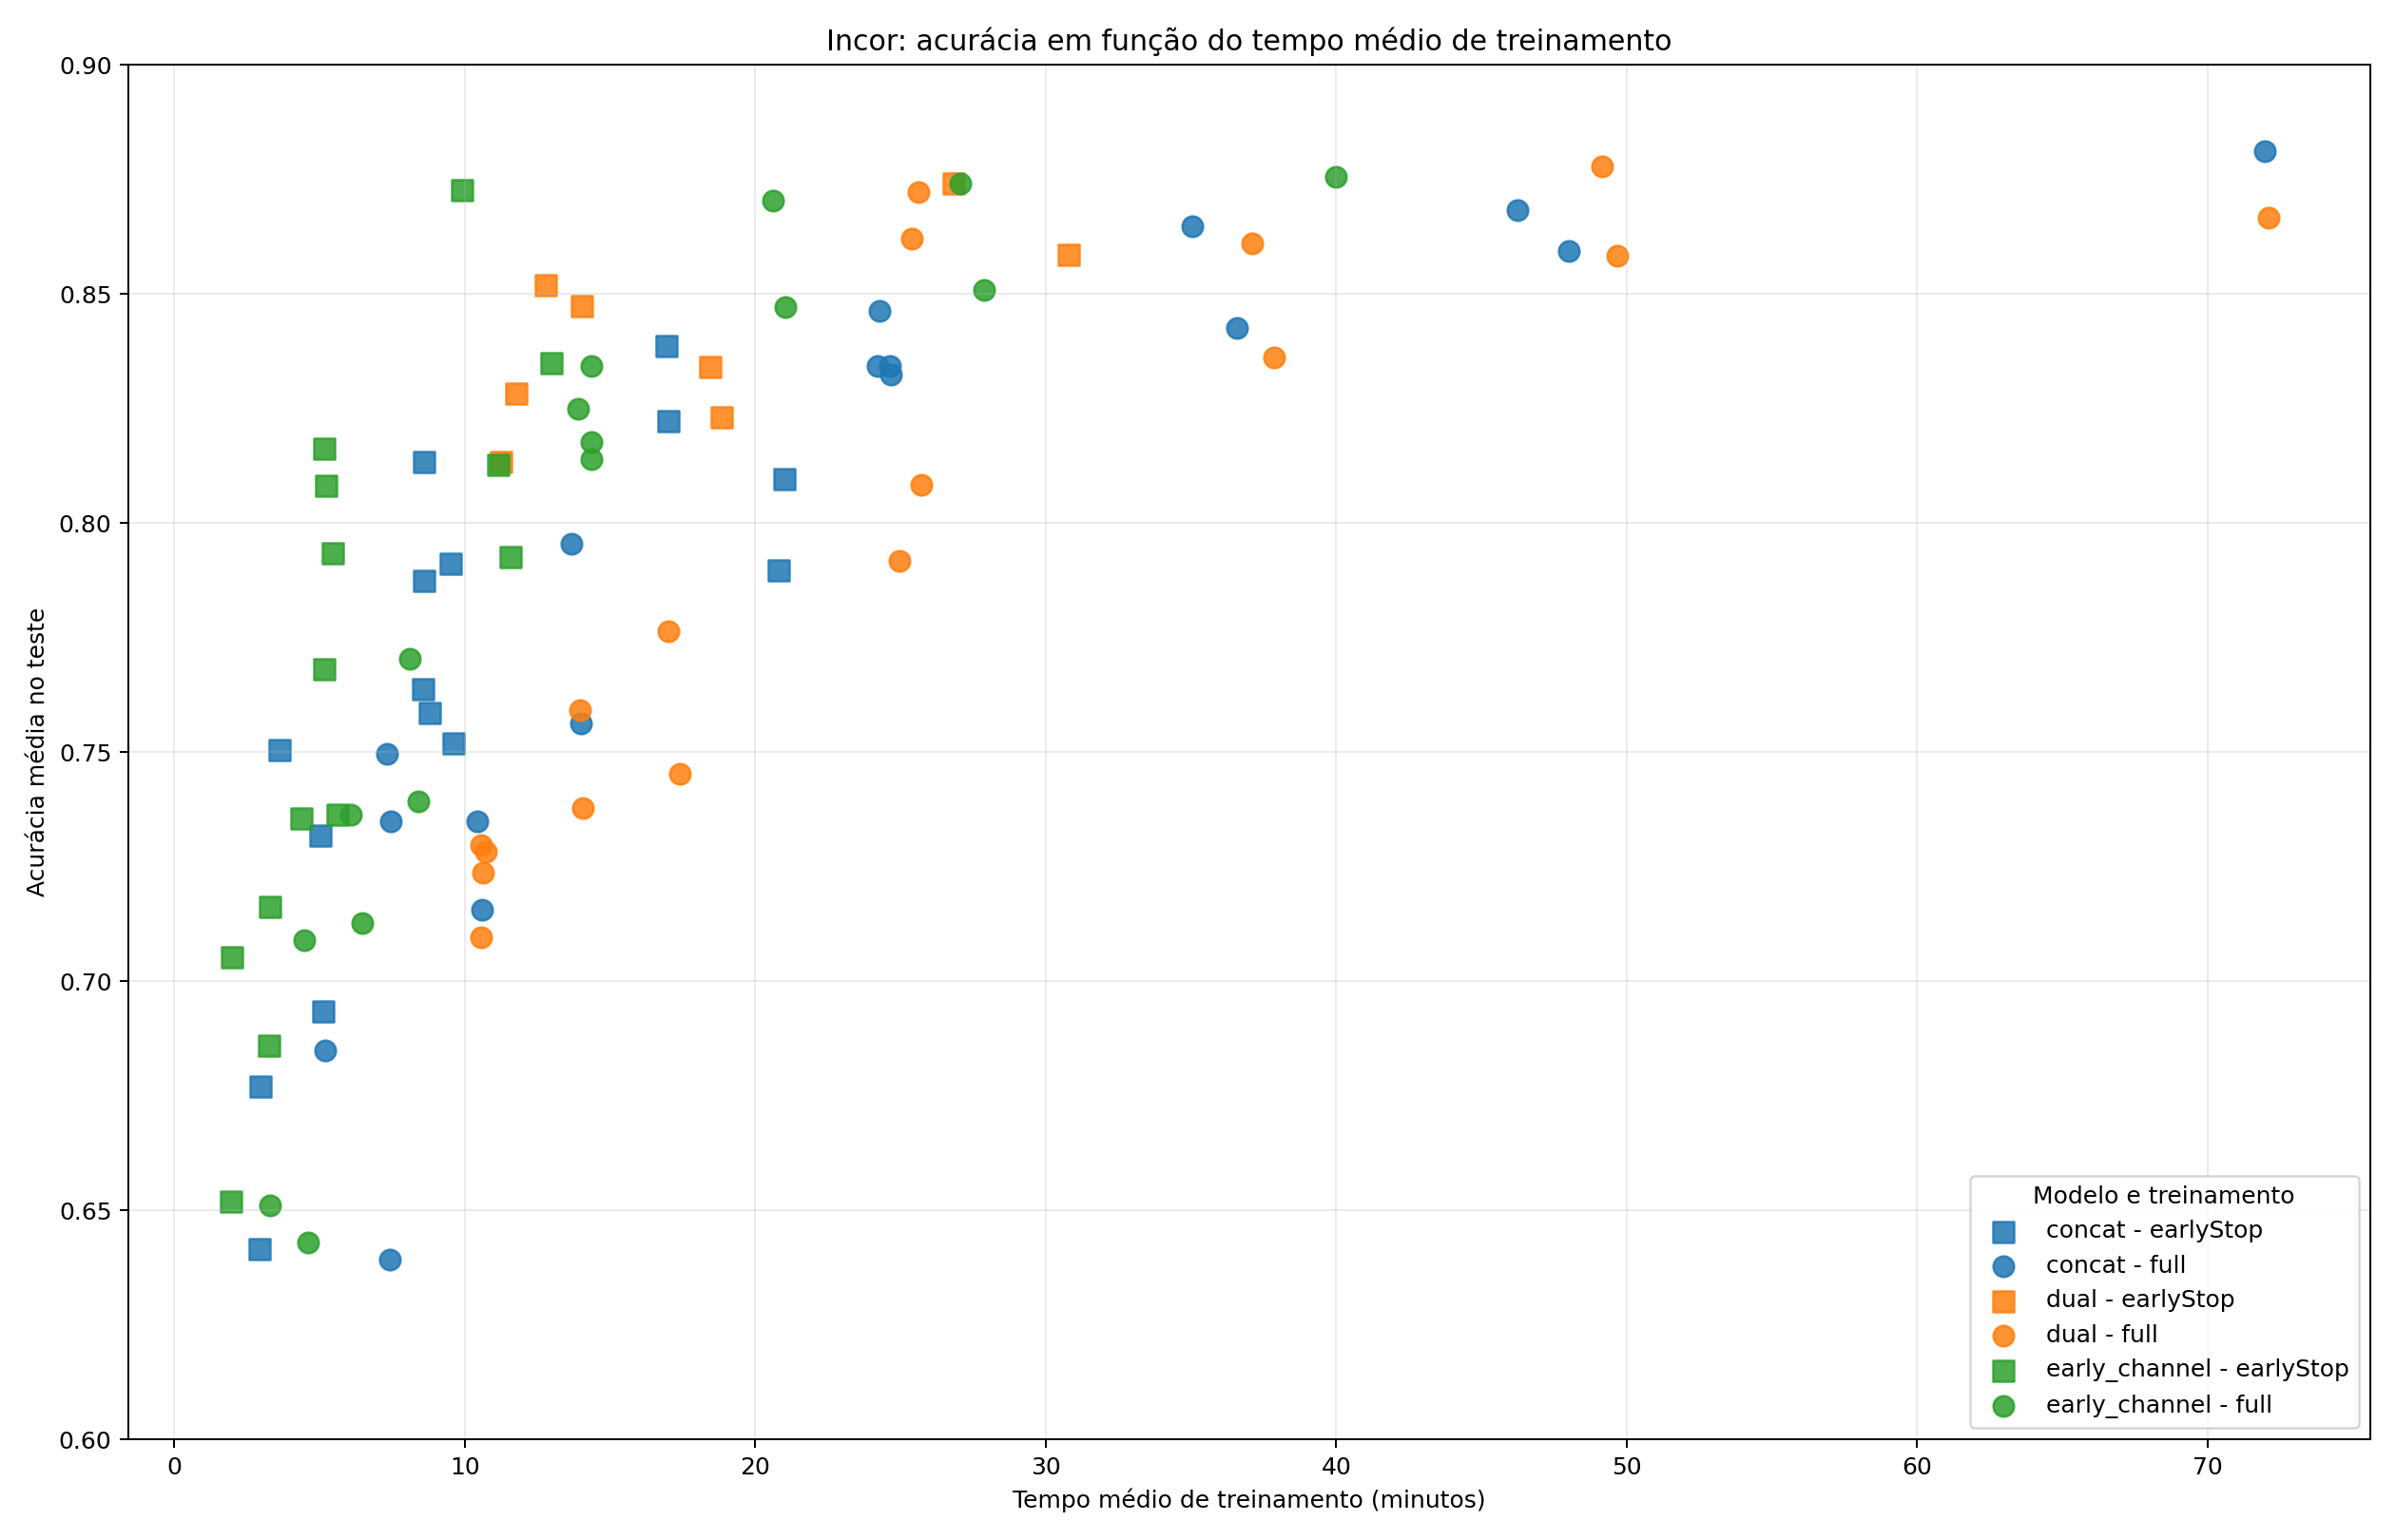 Incor: acurácia em função do tempo médio de treinamento
Acurácia média no teste
0.90
0.85
0.80
0.75
0.70
0.65
0.60
0 10 20 30 40 50 60 70
Tempo médio de treinamento (minutos)
Modelo e treinamento
concat - earlyStop
concat - full
dual - earlyStop
dual - full
early_channel - earlyStop
early_channel - full